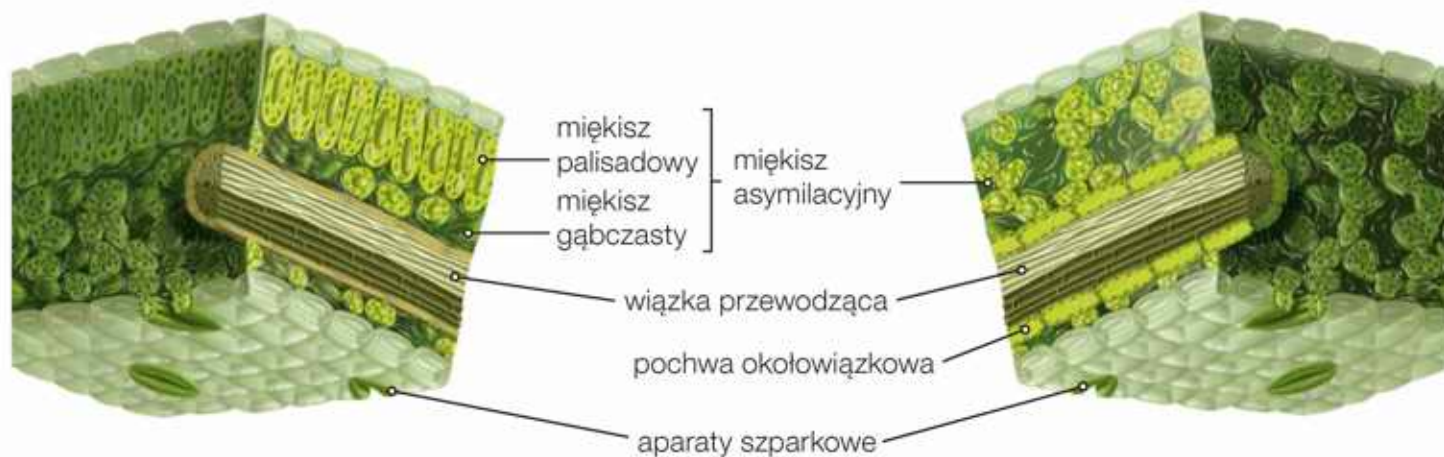 miękisz
palisadowy
miękisz
gąbczasty
miękisz
asymilacyjny
wiązka przewodząca
pochwa okołowiązkowa
aparaty szparkowe